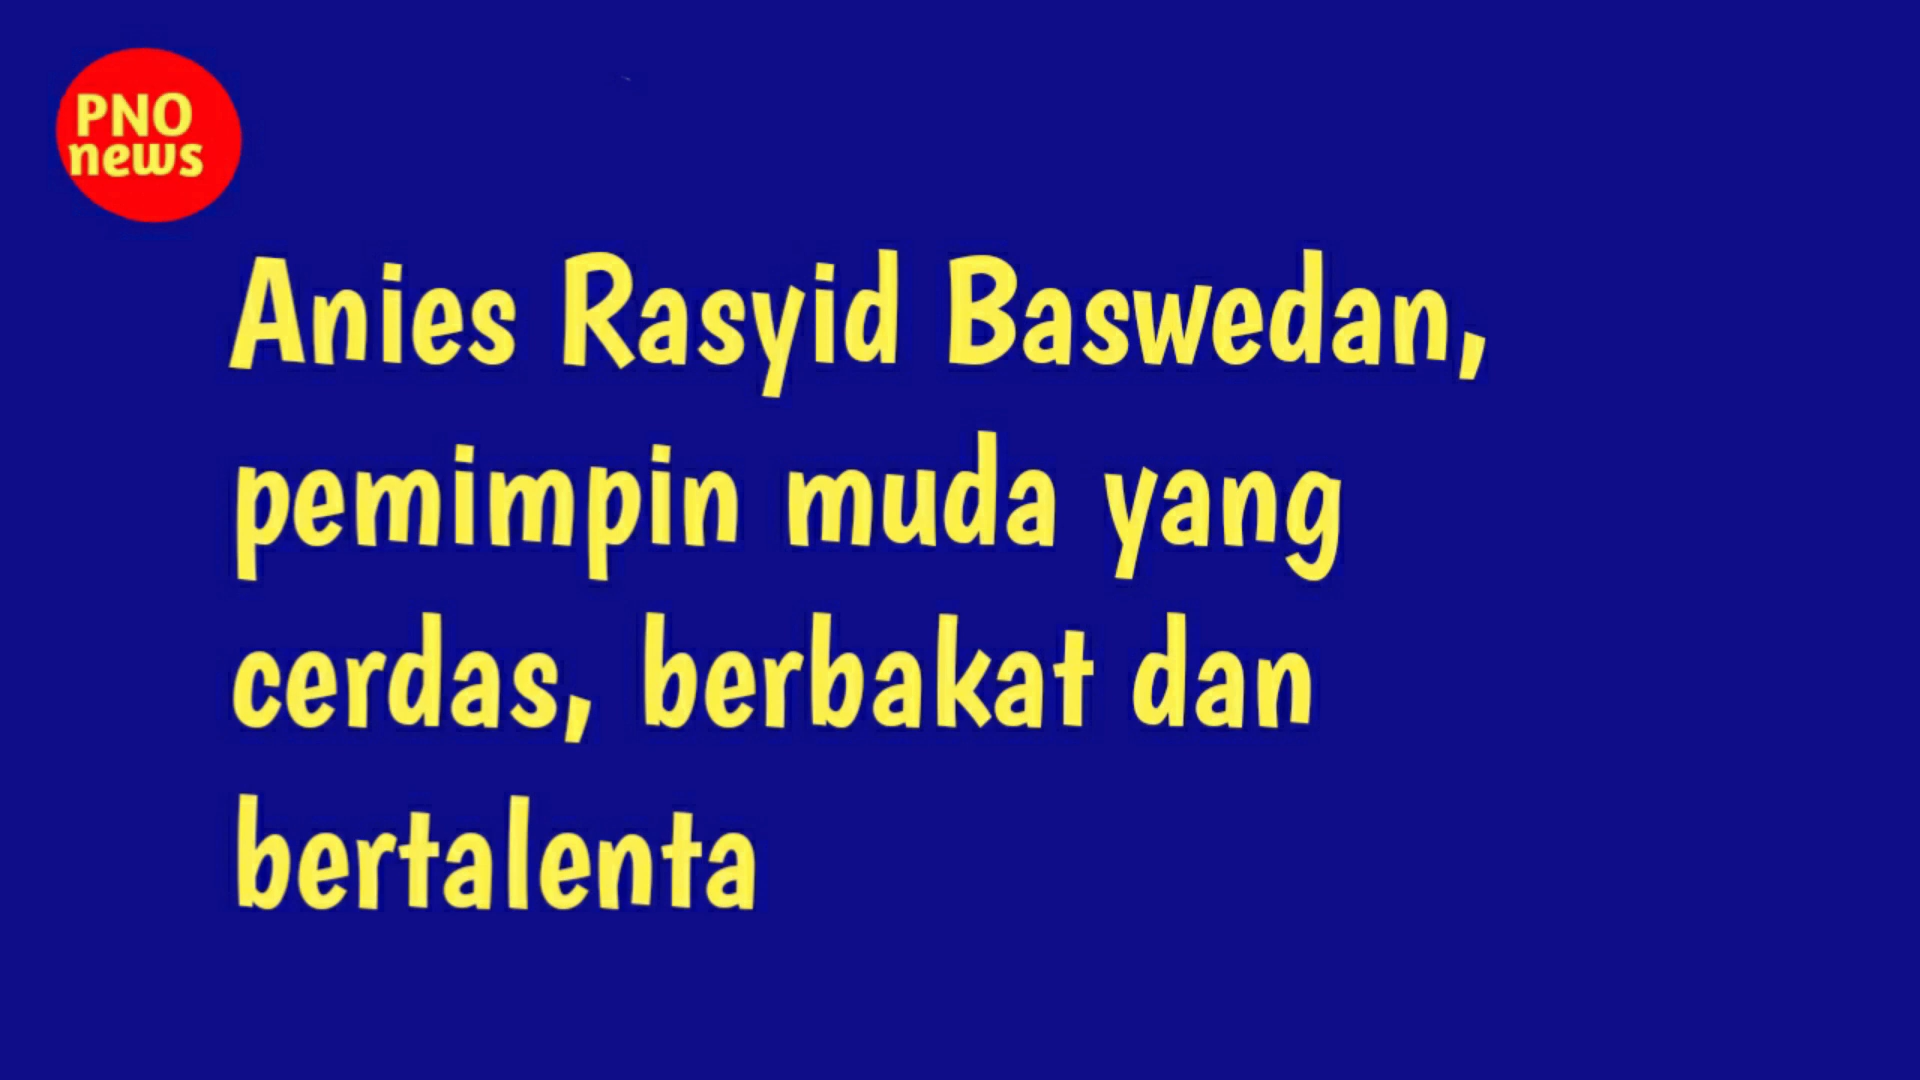 PNO
news
Anies Rasyid Baswedan,
pemimpin muda yang
cerdas, berbakat dan
bertalenta